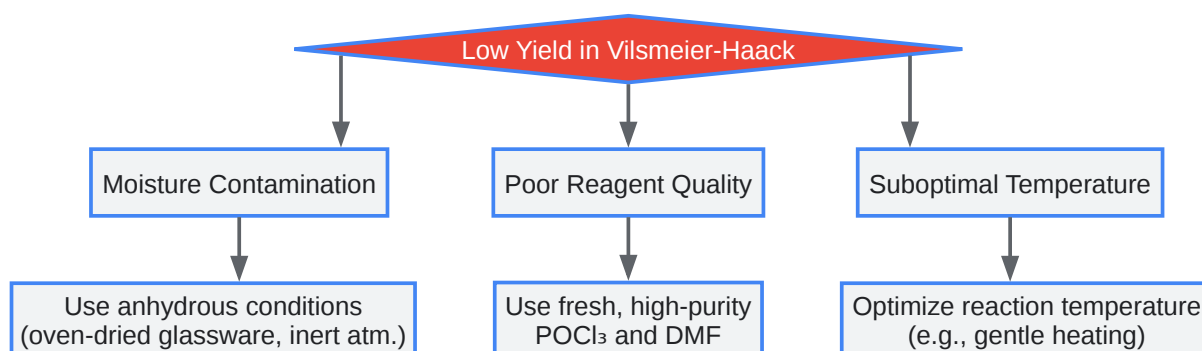 Low Yield in Vilsmeier-Haack
Moisture Contamination
Poor Reagent Quality
Suboptimal Temperature
Use anhydrous conditions
(oven-dried glassware, inert atm.)
Use fresh, high-purity
POCl₃ and DMF
Optimize reaction temperature
(e.g., gentle heating)